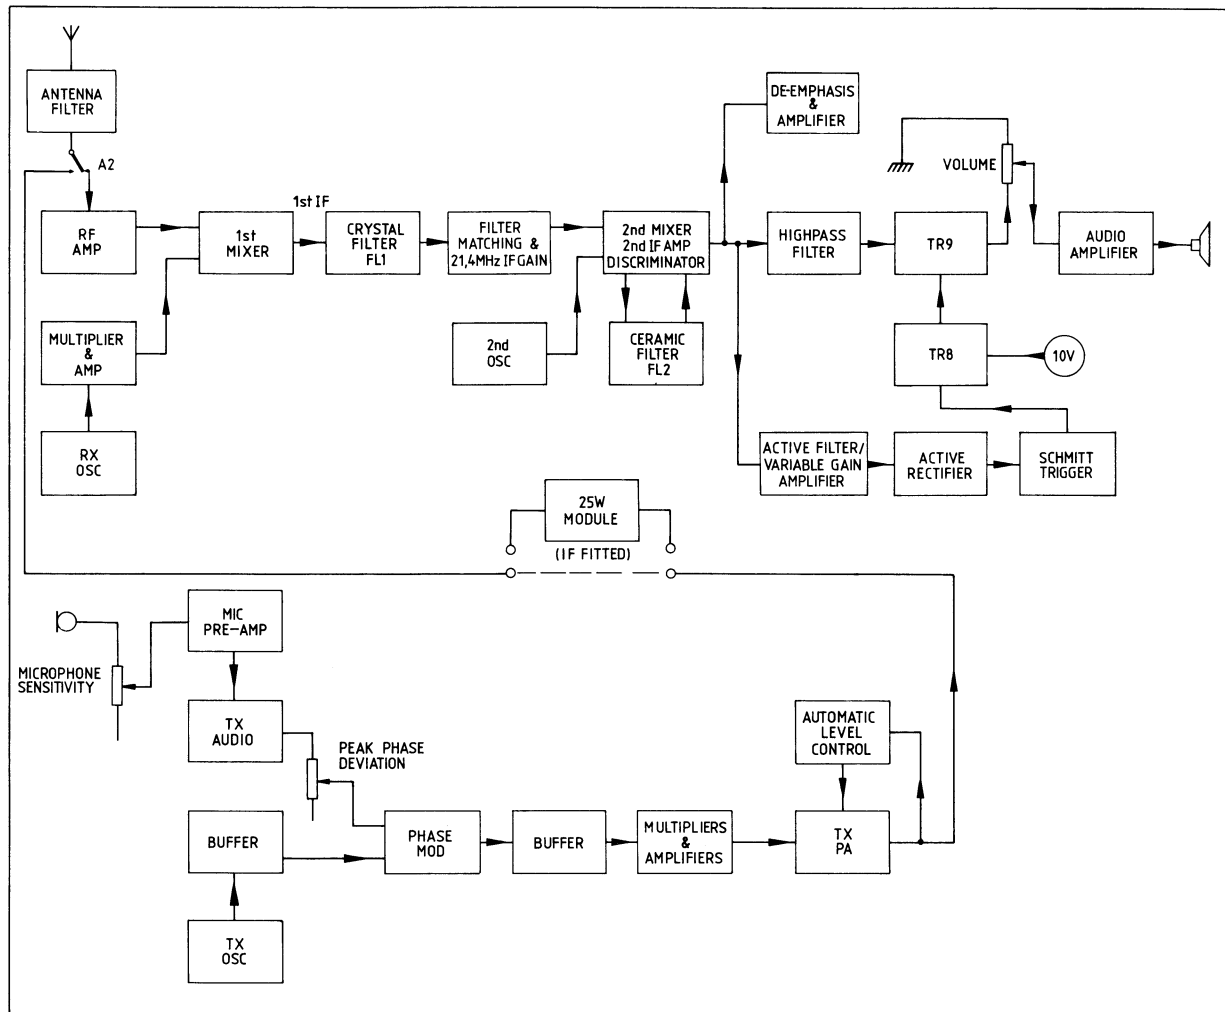 ANTENNA
FILTER
A2
RF
AMP
1st
MIXER
1st IF
CRYSTAL
FILTER
FL1
FILTER
MATCHING &
21,4MHz IF GAIN
2nd MIXER
2nd IF AMP
DISCRIMINATOR
DE-EMPHASIS
&
AMPLIFIER
HIGHPASS
FILTER
TR9
VOLUME
AUDIO
AMPLIFIER
MULTIPLIER
&
AMP
2nd
OSC
CERAMIC
FILTER
FL2
TR8
10V
RX
OSC
ACTIVE FILTER/
VARIABLE GAIN
AMPLIFIER
ACTIVE
RECTIFIER
SCHMITT
TRIGGER
25W
MODULE
(IF FITTED)
MIC
PRE-AMP
MICROPHONE
SENSITIVITY
TX
AUDIO
PEAK PHASE
DEVIATION
AUTOMATIC
LEVEL
CONTROL
BUFFER
PHASE
MOD
BUFFER
MULTIPLIERS
&
AMPLIFIERS
TX
PA
TX
OSC